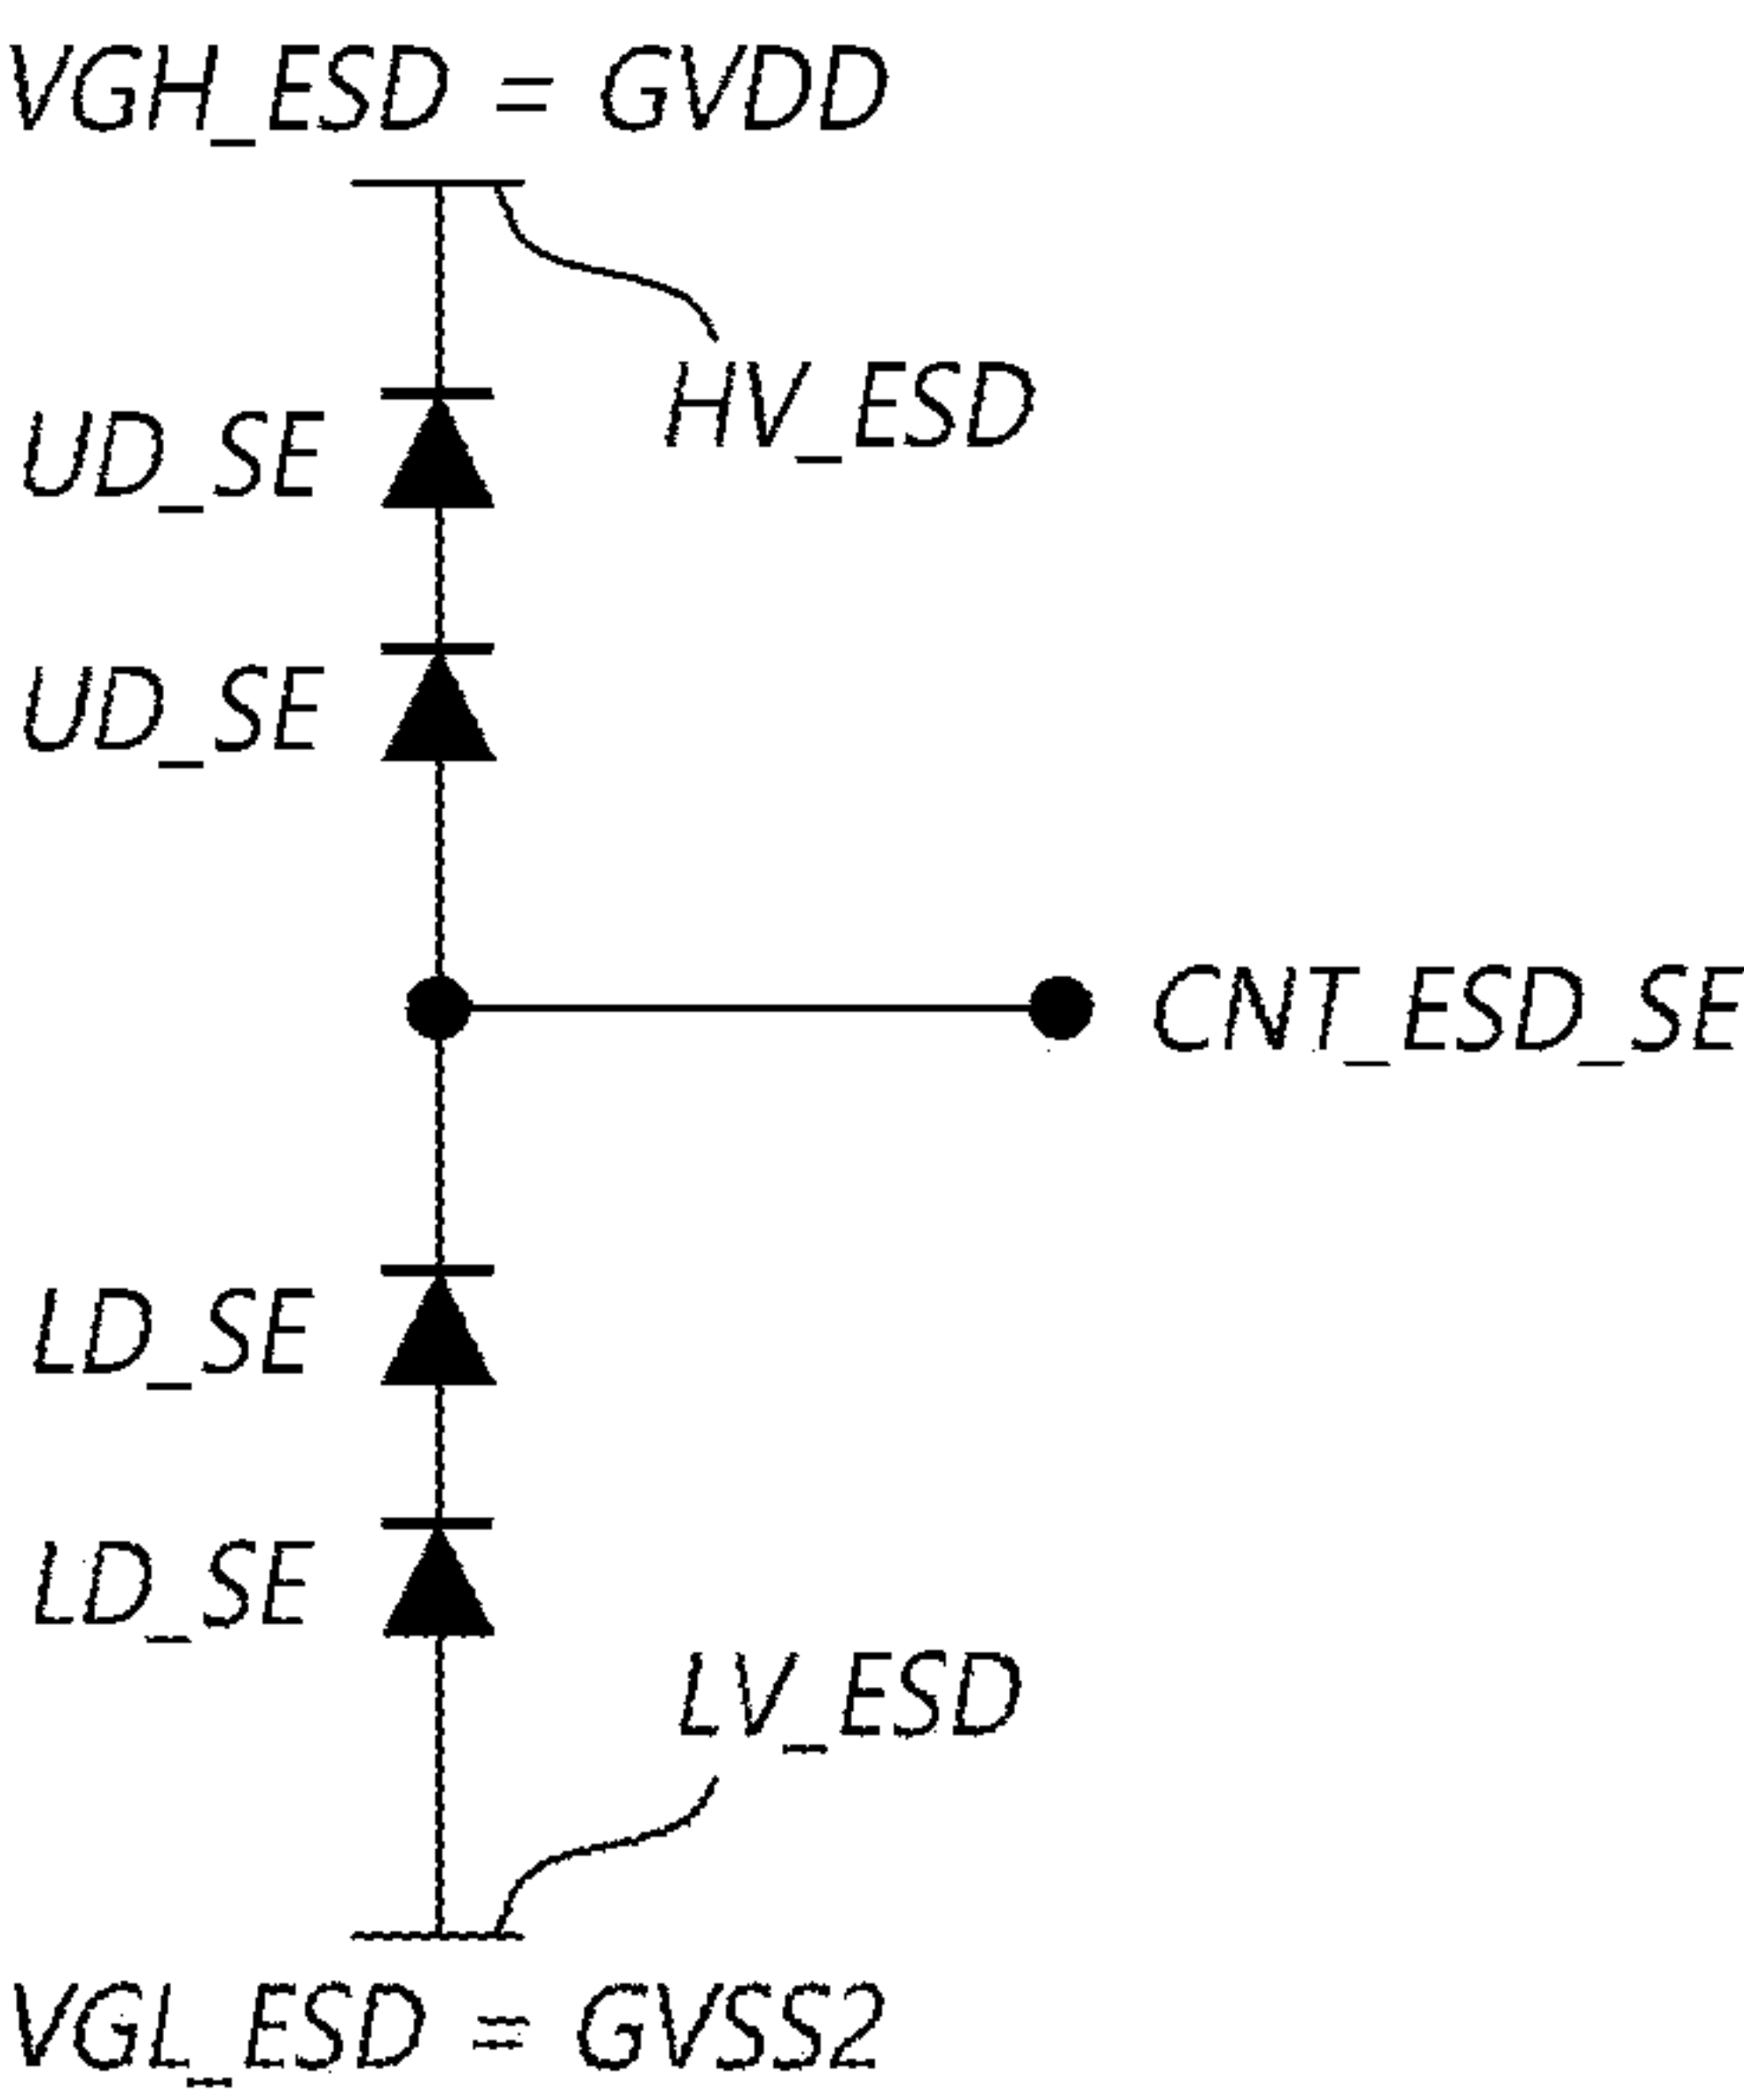 VGH_ESD = GVDD
HV_ESD
UD_SE
UD_SE
CNT_ESD_SE
LD_SE
LD_SE
LV_ESD
VGL_ESD = GVSS2